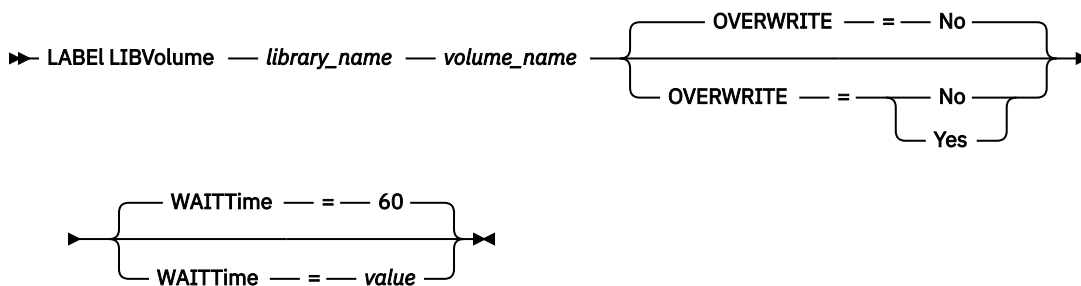 OVERWRITE = No
LABEl LIBVolume library_name volume_name
OVERWRITE = No
Yes
WAITTime = 60
WAITTime = value